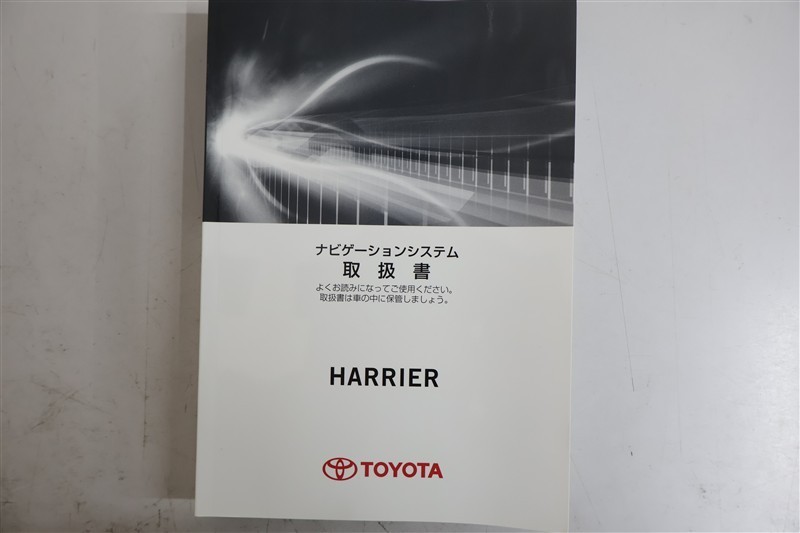 ナビゲーションシステム
取扱書
よくお読みになってご使用ください。
取扱書は車の中に保管しましょう。
HARRIER
TOYOTA